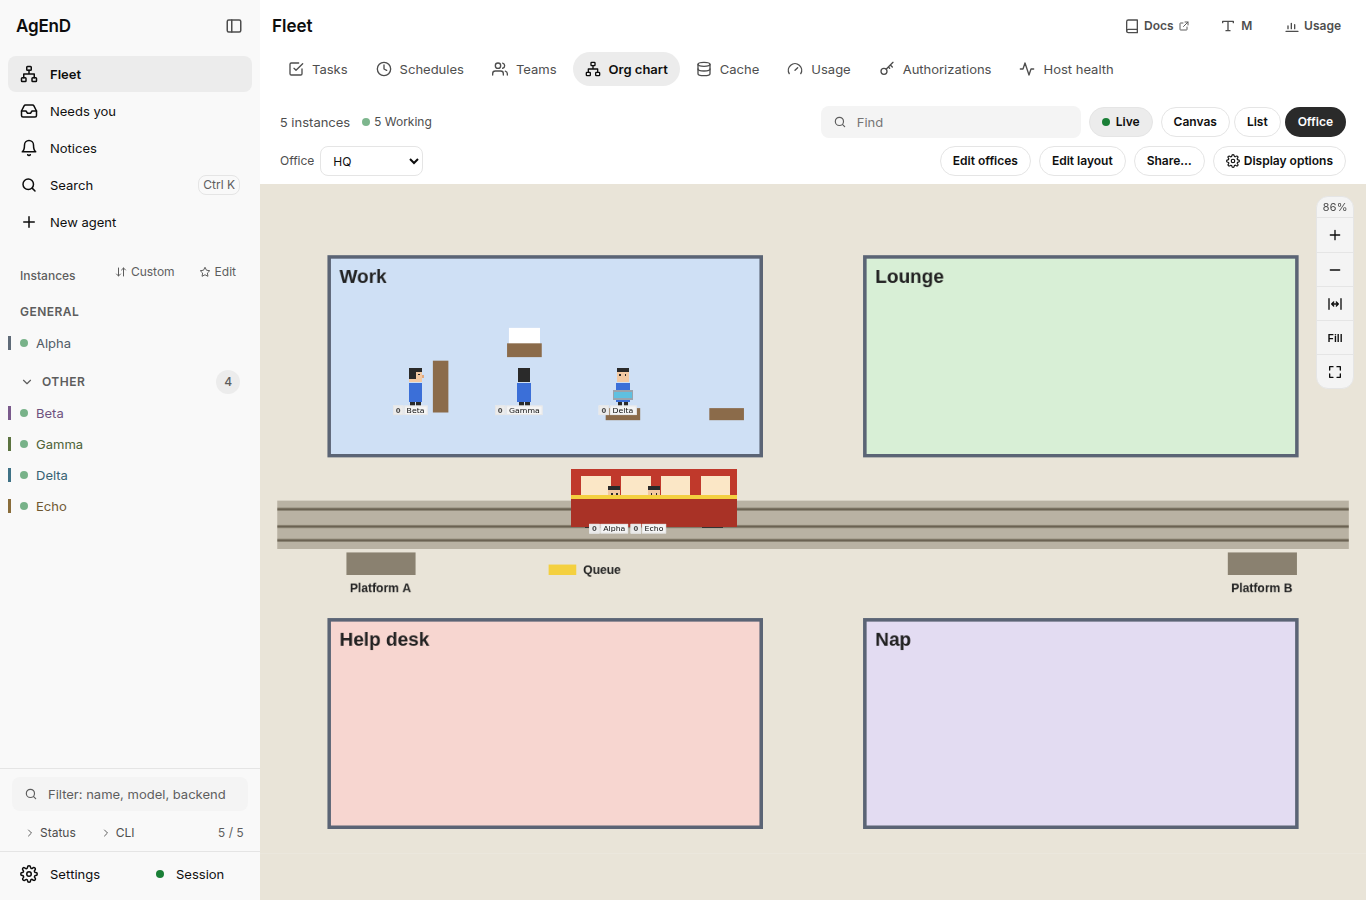 AgEnD
Fleet
Needs you
Notices
Search
Ctrl K
New agent
Instances
Custom
Edit
GENERAL
Alpha
OTHER
4
Beta
Gamma
Delta
Echo
Filter: name, model, backend
Status
CLI
5 / 5
Settings
Session
Fleet
Docs
M
Usage
Tasks
Schedules
Teams
Org chart
Cache
Usage
Authorizations
Host health
5 instances
5 Working
Find
Live
Canvas
List
Office
Office
HQ
Edit offices
Edit layout
Share...
Display options
86%
Fill
Work
0 Beta
0 Gamma
0 Delta
Lounge
0 Alpha
0 Echo
Platform A
Queue
Platform B
Help desk
Nap